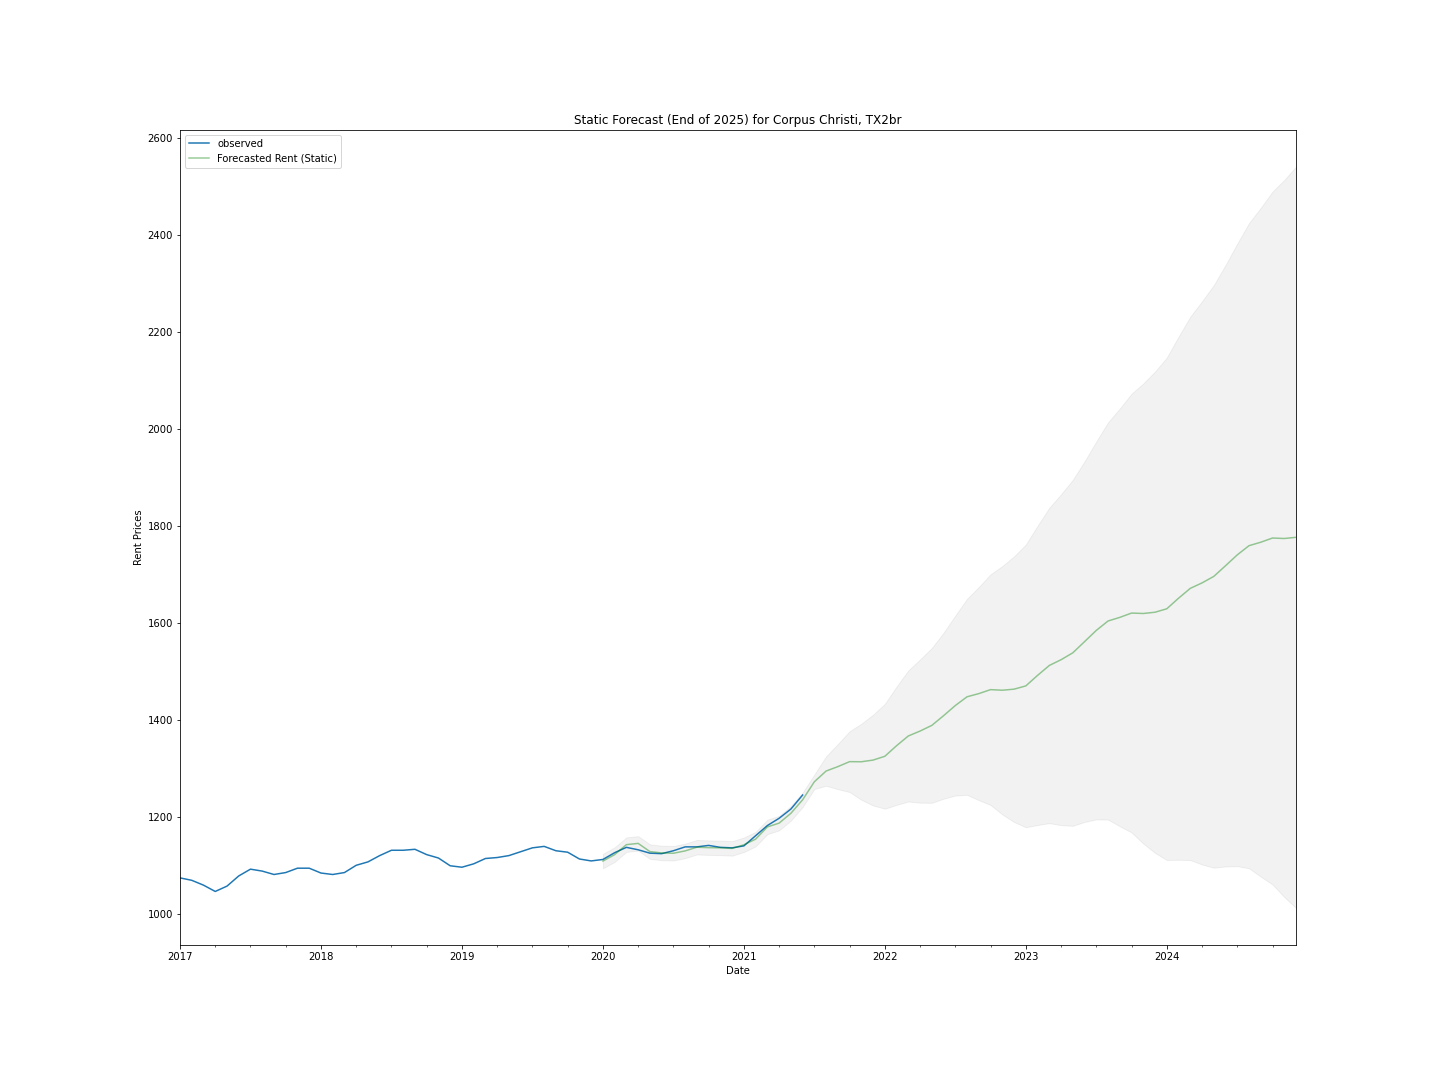 Static Forecast (End of 2025) for Corpus Christi, TX2br
observed
Forecasted Rent (Static)
2600
2400
2200
2000
1800
1600
1400
1200
1000
Rent Prices
2017 2018 2019 2020 2021 2022 2023 2024
Date